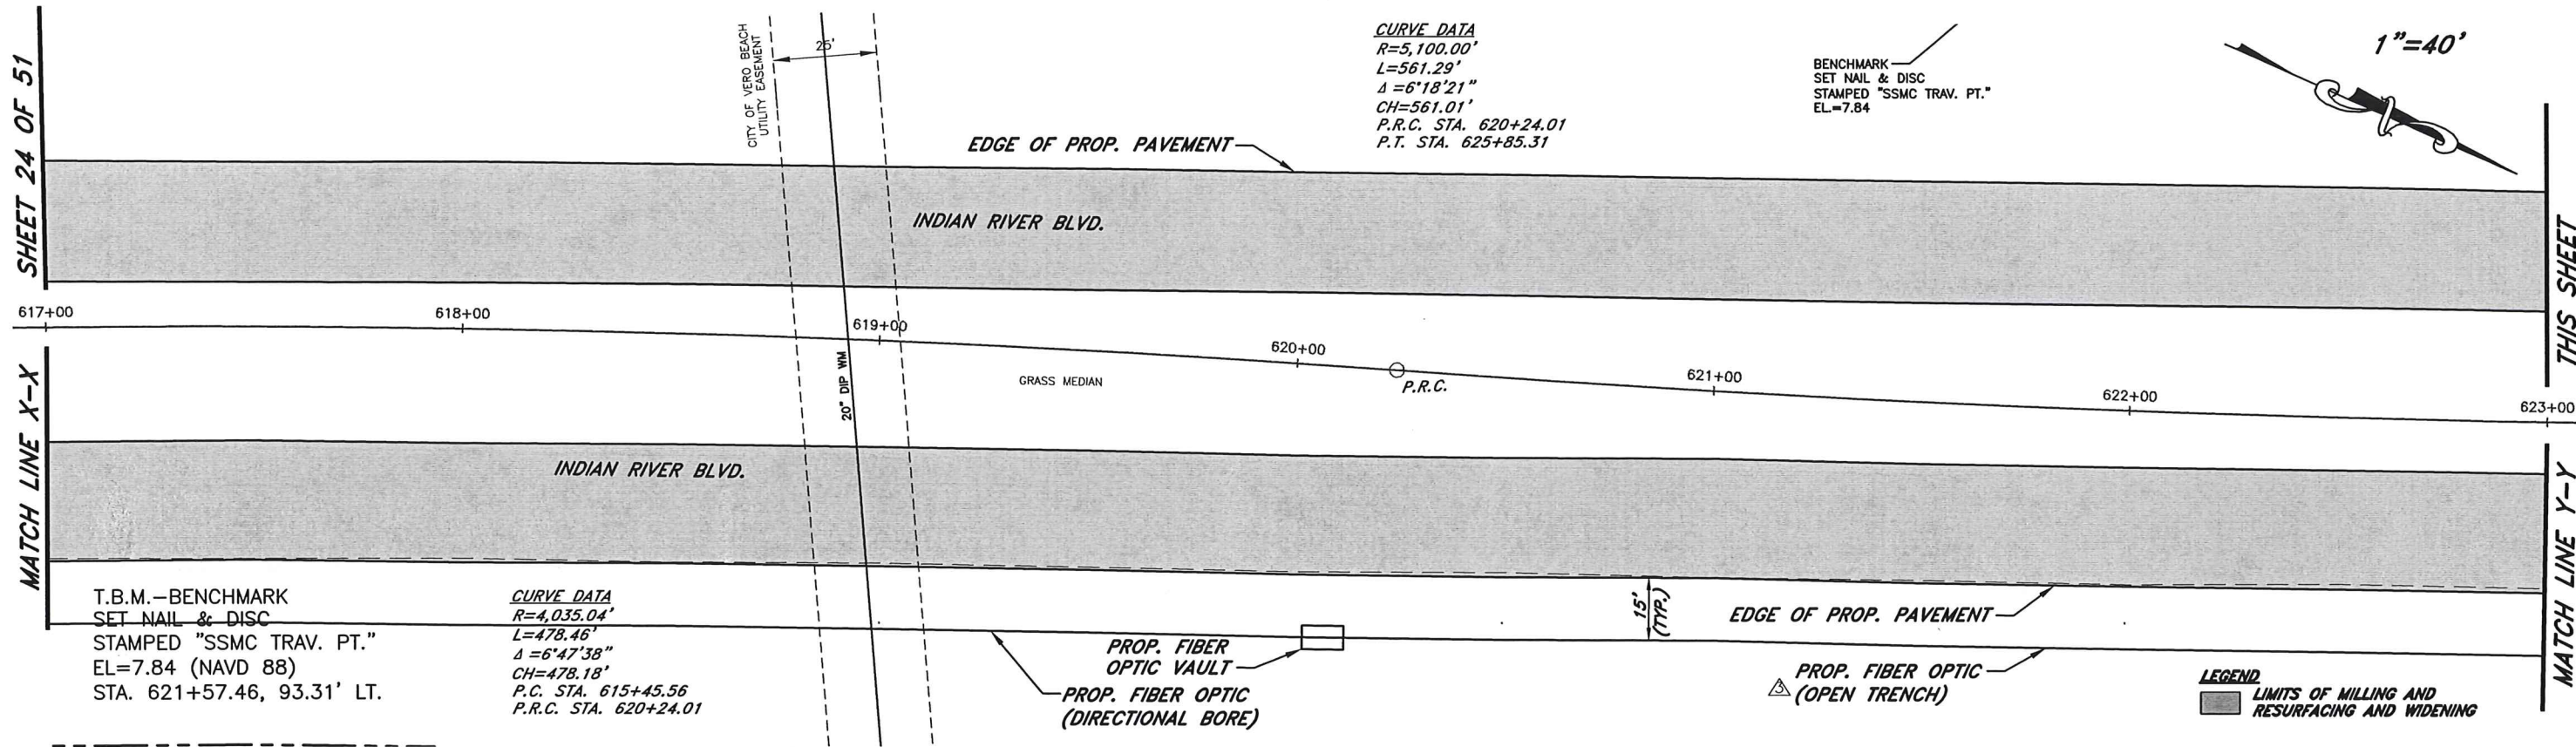 SHEET 24 OF 51
MATCH LINE X-X
CITY OF VERO BEACH
UTILITY EASEMENT
25'
CURVE DATA
R=5,100.00'
L=561.29'
Δ =6°18'21"
CH=561.01'
P.R.C. STA. 620+24.01
P.T. STA. 625+85.31
BENCHMARK
SET NAIL & DISC
STAMPED "SSMC TRAV. PT."
EL.=7.84
1"=40'
EDGE OF PROP. PAVEMENT
INDIAN RIVER BLVD.
THIS SHEET
MATCH LINE Y-Y
617+00
618+00
619+00
620+00
621+00
622+00
623+00
20" DIP WM
GRASS MEDIAN
P.R.C.
INDIAN RIVER BLVD.
T.B.M.-BENCHMARK
SET NAIL & DISC
STAMPED "SSMC TRAV. PT."
EL=7.84 (NAVD 88)
STA. 621+57.46, 93.31' LT.
CURVE DATA
R=4,035.04'
L=478.46'
Δ =6°47'38"
CH=478.18'
P.C. STA. 615+45.56
P.R.C. STA. 620+24.01
PROP. FIBER
OPTIC VAULT
PROP. FIBER OPTIC
(DIRECTIONAL BORE)
15'
(TYP.)
EDGE OF PROP. PAVEMENT
3
PROP. FIBER OPTIC
(OPEN TRENCH)
LEGEND
LIMITS OF MILLING AND
RESURFACING AND WIDENING